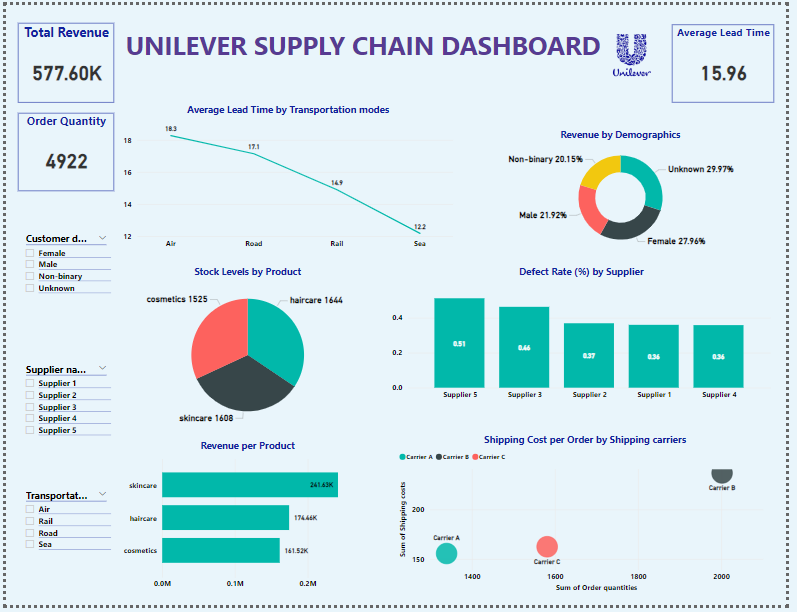 Total Revenue
577.60K
UNILEVER SUPPLY CHAIN DASHBOARD
Unilever
Average Lead Time
15.96
Order Quantity
4922
Average Lead Time by Transportation modes
18
16
14
12
18.3
17.1
14.9
12.2
Air
Road
Rail
Sea
Revenue by Demographics
Non-binary 20.15%
Unknown 29.97%
Male 21.92%
Female 27.96%
Customer d...
Female
Male
Non-binary
Unknown
Stock Levels by Product
cosmetics 1525
haircare 1644
skincare 1608
Defect Rate (%) by Supplier
0.4
0.2
0.0
0.51
0.46
0.37
0.36
0.36
Supplier 5
Supplier 3
Supplier 2
Supplier 1
Supplier 4
Supplier na...
Supplier 1
Supplier 2
Supplier 3
Supplier 4
Supplier 5
Revenue per Product
skincare
241.63K
haircare
174.46K
cosmetics
161.52K
0.0M
0.1M
0.2M
Transportat...
Air
Rail
Road
Sea
Shipping Cost per Order by Shipping carriers
Carrier A
Carrier B
Carrier C
Sum of Shipping costs
200
150
Carrier B
Carrier A
Carrier C
1400
1600
1800
2000
Sum of Order quantities